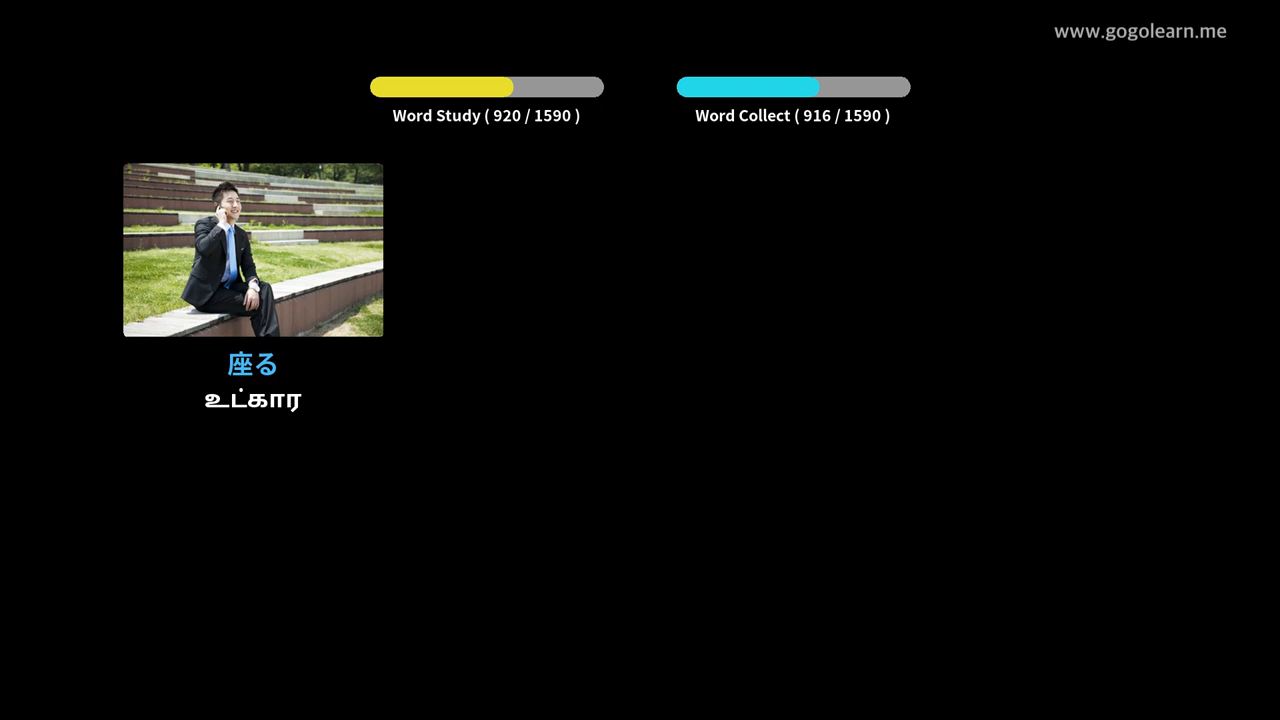 www.gogolearn.me
Word Study ( 920 / 1590 )
Word Collect ( 916 / 1590 )
座る
உட்கார